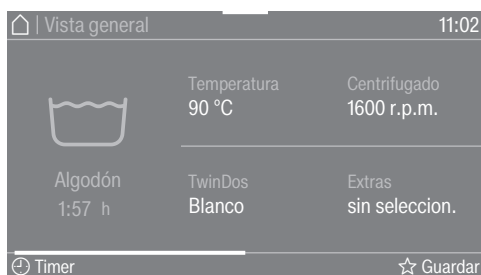 | Vista general
11:02
Temperatura
90 °C
Centrifugado
1600 r.p.m.
Algodón
1:57 h
TwinDos
Blanco
Extras
sin seleccion.
Timer
Guardar